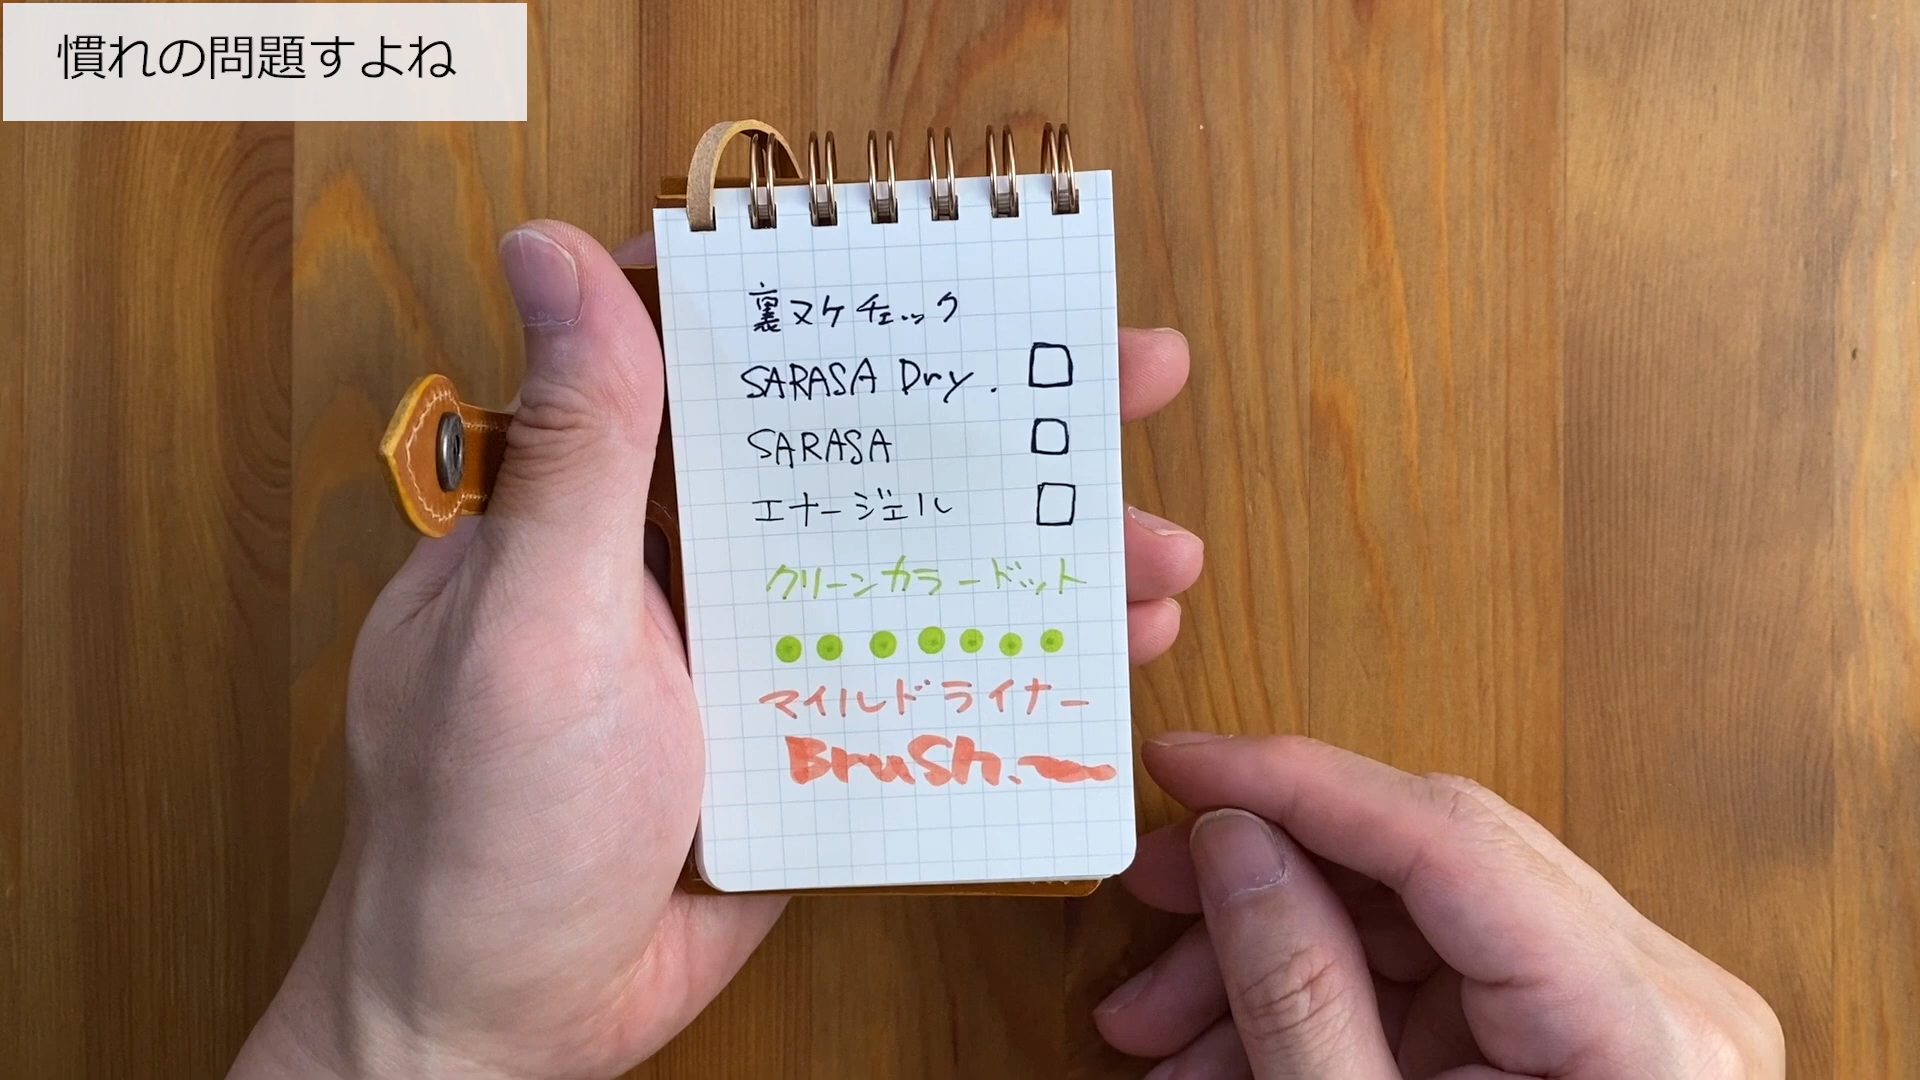 慣れの問題すよね
裏ヌケチェック
SARASA Dry.
SARASA
エナージェル
クリーンカラードット
マイルドライナー
Brush.